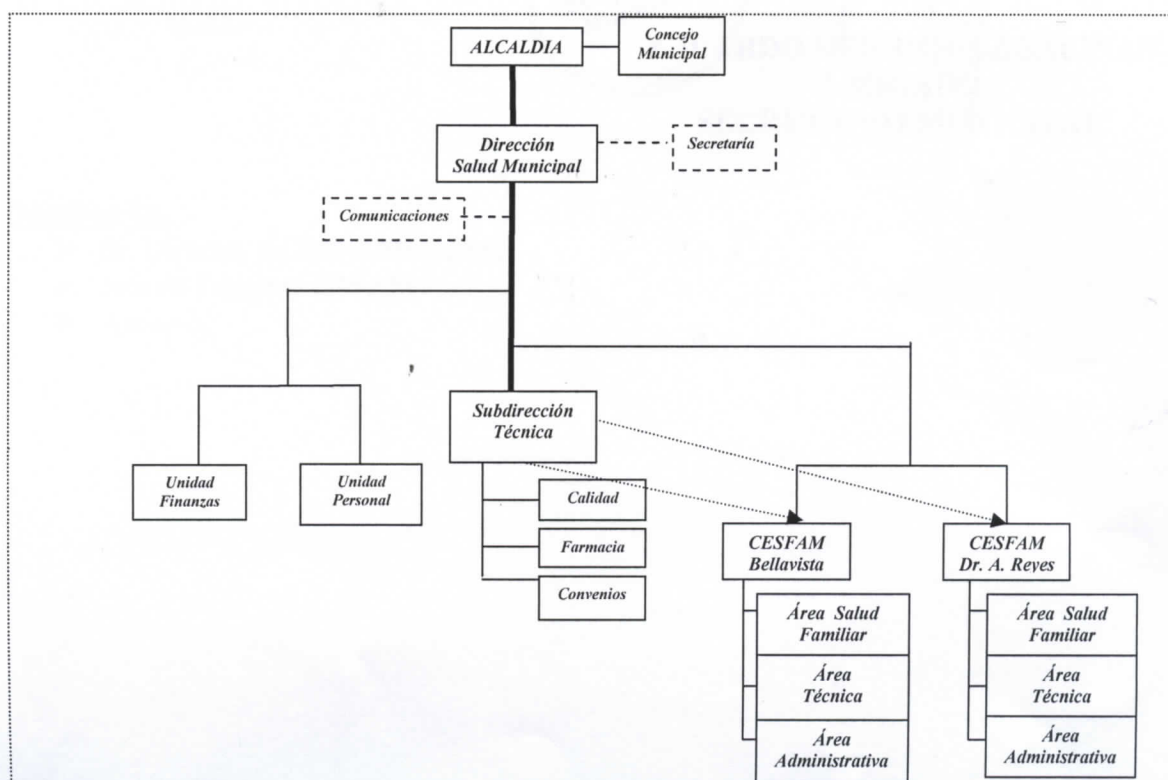 ALCALDIA
Concejo
Municipal
Dirección
Salud Municipal
Secretaría
Comunicaciones
Subdirección
Técnica
Unidad
Finanzas
Unidad
Personal
Calidad
Farmacia
Convenios
CESFAM
Bellavista
CESFAM
Dr. A. Reyes
Área Salud
Familiar
Área
Técnica
Área
Administrativa
Área Salud
Familiar
Área
Técnica
Área
Administrativa